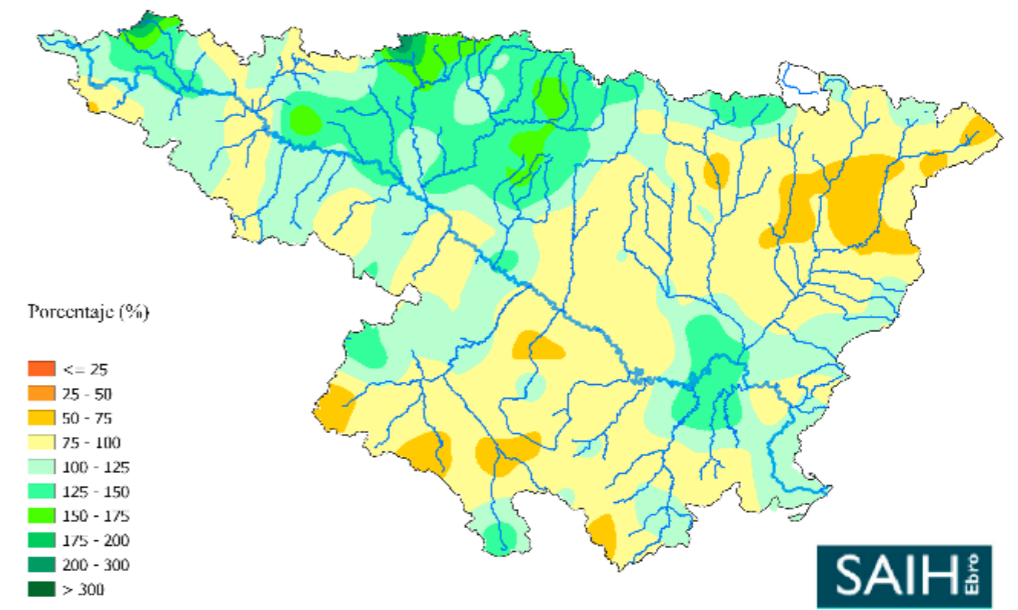 Porcentaje (%)
<= 25
25 - 50
50 - 75
75 - 100
100 - 125
125 - 150
150 - 175
175 - 200
200 - 300
> 300
SAIH Ebro